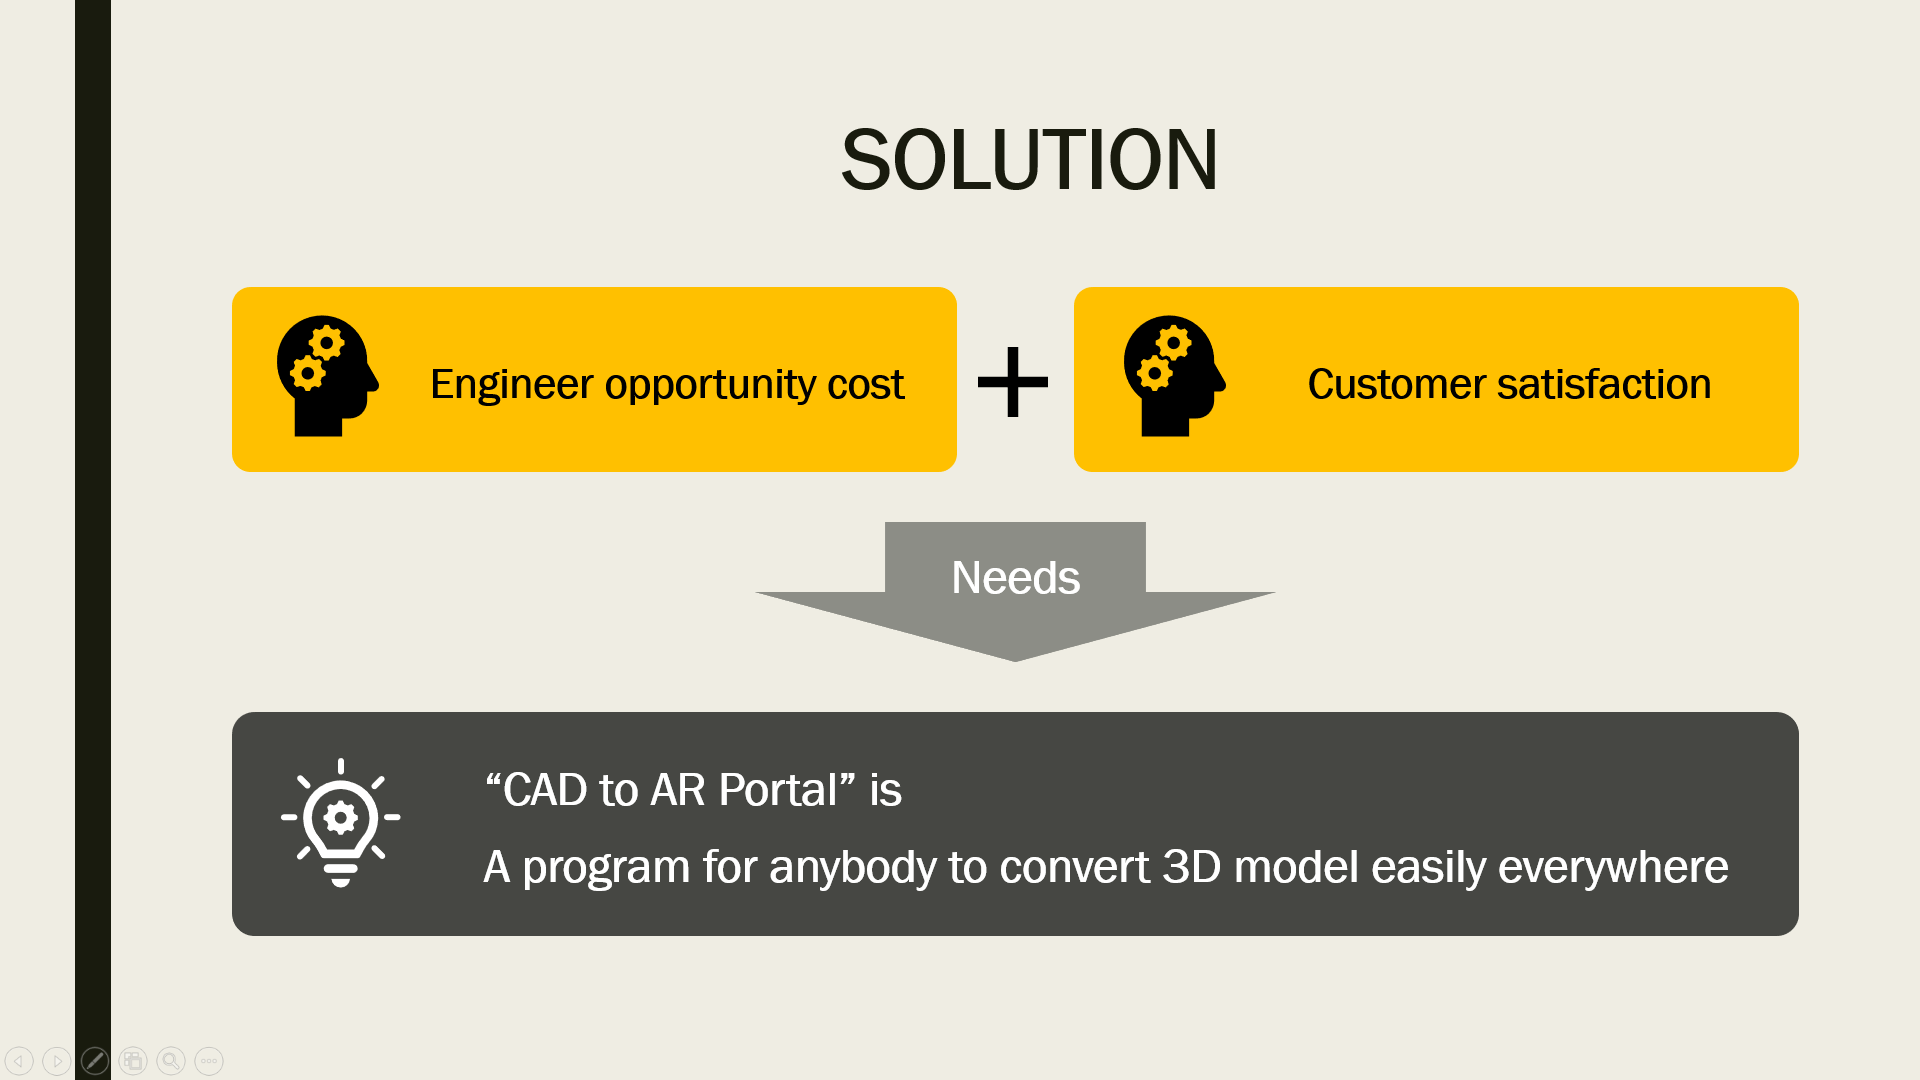 SOLUTION
Engineer opportunity cost
Customer satisfaction
Needs
“CAD to AR Portal” is
A program for anybody to convert 3D model easily everywhere